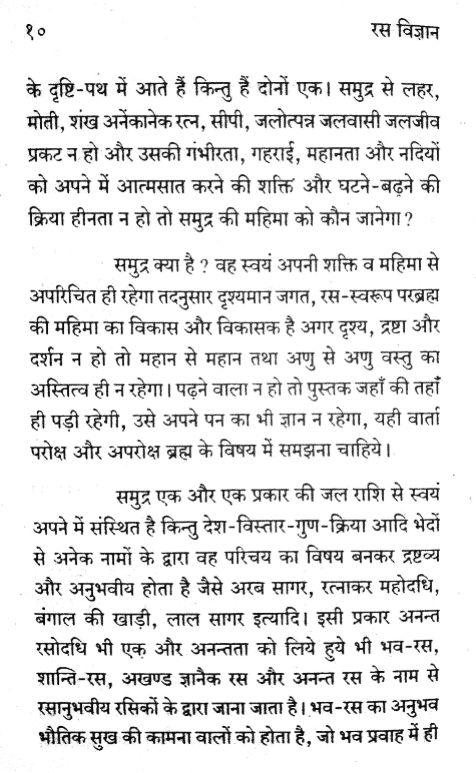 १० रस विज्ञान
के दृष्टि-पथ में आते हैं किन्तु हैं दोनों एक। समुद्र से लहर,
मोती, शंख अनेंकानेक रत्न, सीपी, जलोत्पन्न जलवासी जलजीव
प्रकट न हो और उसकी गंभीरता, गहराई, महानता और नदियों
को अपने में आत्मसात करने की शक्ति और घटने-बढ़ने की
क्रिया हीनता न हो तो समुद्र की महिमा को कौन जानेगा?
समुद्र क्या है ? वह स्वयं अपनी शक्ति व महिमा से
अपरिचित ही रहेगा तदनुसार दृश्यमान जगत, रस-स्वरूप परब्रह्म
की महिमा का विकास और विकासक है अगर दृश्य, द्रष्टा और
दर्शन न हो तो महान से महान तथा अणु से अणु वस्तु का
अस्तित्व ही न रहेगा। पढ़ने वाला न हो तो पुस्तक जहाँ की तहाँ
ही पड़ी रहेगी, उसे अपने पन का भी ज्ञान न रहेगा, यही वार्ता
परोक्ष और अपरोक्ष ब्रह्म के विषय में समझना चाहिये।
समुद्र एक और एक प्रकार की जल राशि से स्वयं
अपने में संस्थित है किन्तु देश-विस्तार-गुण-क्रिया आदि भेदों
से अनेक नामों के द्वारा वह परिचय का विषय बनकर द्रष्टव्य
और अनुभवीय होता है जैसे अरब सागर, रत्नाकर महोदधि,
बंगाल की खाड़ी, लाल सागर इत्यादि। इसी प्रकार अनन्त
रसोदधि भी एक और अनन्तता को लिये हुये भी भव-रस,
शान्ति-रस, अखण्ड ज्ञानैक रस और अनन्त रस के नाम से
रसानुभवीय रसिकों के द्वारा जाना जाता है। भव-रस का अनुभव
भौतिक सुख की कामना वालों को होता है, जो भव प्रवाह में ही